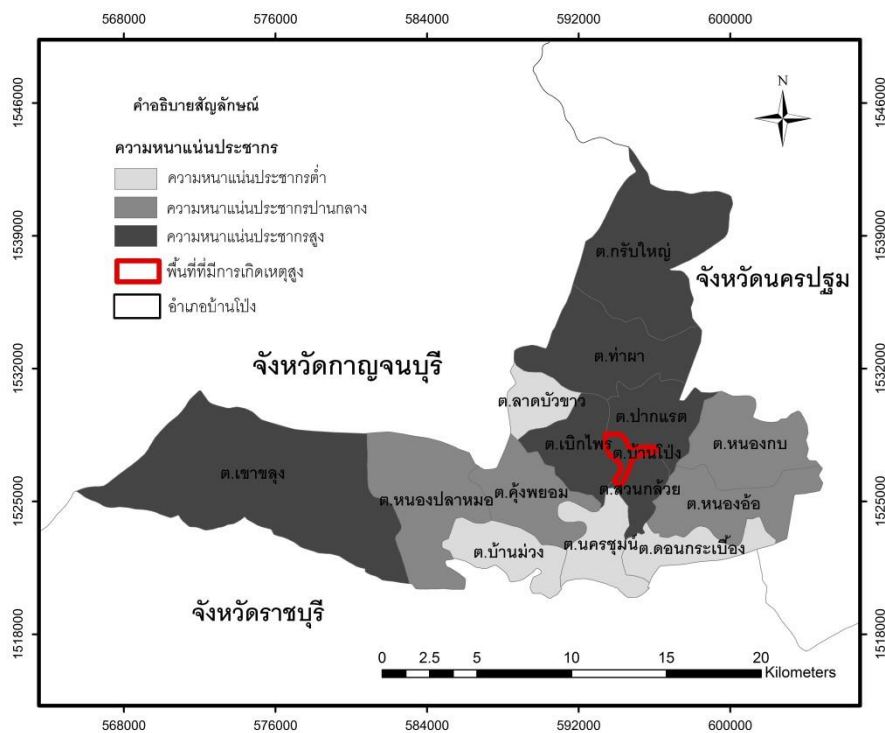 568000 576000 584000 592000 600000
1546000 1546000
1539000 1539000
1532000 1532000
1525000 1525000
1518000 1518000
N
คำอธิบายสัญลักษณ์
ความหนาแน่นประชากร
ความหนาแน่นประชากรต่ำ
ความหนาแน่นประชากรปานกลาง
ความหนาแน่นประชากรสูง
พื้นที่ที่มีการเกิดเหตุสูง
อำเภอบ้านโป่ง
ต.กรับใหญ่
จังหวัดนครปฐม
ต.ท่าผา
จังหวัดกาญจนบุรี
ต.ลาดบัวขาว
ต.ปากแรต
ต.เบิกไพร
ต.บ้านโป่ง
ต.หนองกบ
ต.เขาขลุง
ต.หนองปลาหมอ
ต.คุ้งพยอม
ต.สวนกล้วย
ต.หนองอ้อ
ต.บ้านม่วง
ต.นครชุมน์
ต.ดอนกระเบื้อง
จังหวัดราชบุรี
0 2.5 5 10 15 20
Kilometers
568000 576000 584000 592000 600000